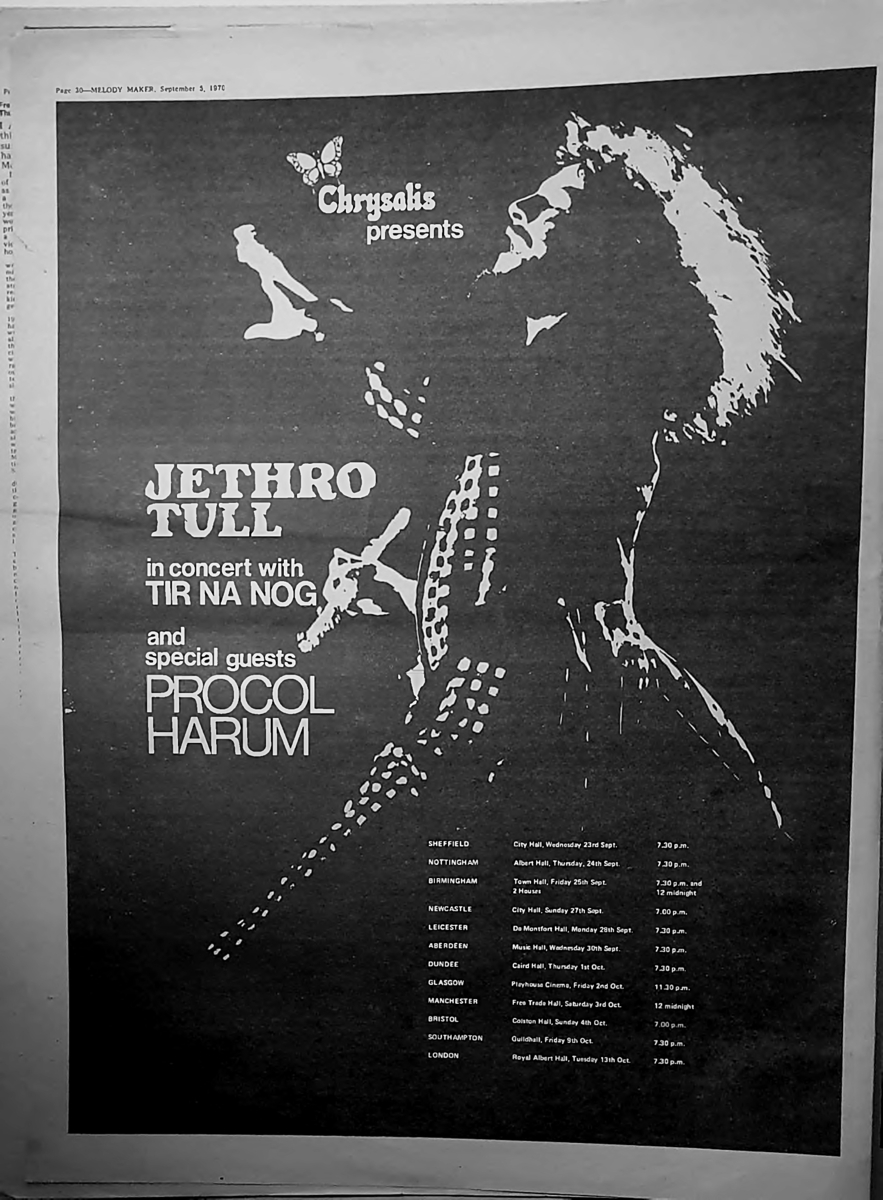 Page 30—MELODY MAKER, September 5, 1970
Chrysalis
presents
JETHRO
TULL
in concert with
TIR NA NOG
and
special guests
PROCOL
HARUM
SHEFFIELD City Hall, Wednesday 23rd Sept. 7.30 p.m.
NOTTINGHAM Albert Hall, Thursday, 24th Sept. 7.30 p.m.
BIRMINGHAM Town Hall, Friday 25th Sept. 7.30 p.m. and
2 Houses 12 midnight
NEWCASTLE City Hall, Sunday 27th Sept. 7.00 p.m.
LEICESTER De Montfort Hall, Monday 28th Sept. 7.30 p.m.
ABERDEEN Music Hall, Wednesday 30th Sept. 7.30 p.m.
DUNDEE Caird Hall, Thursday 1st Oct. 7.30 p.m.
GLASGOW Playhouse Cinema, Friday 2nd Oct. 11.30 p.m.
MANCHESTER Free Trade Hall, Saturday 3rd Oct. 12 midnight
BRISTOL Colston Hall, Sunday 4th Oct. 7.00 p.m.
SOUTHAMPTON Guildhall, Friday 9th Oct. 7.30 p.m.
LONDON Royal Albert Hall, Tuesday 13th Oct. 7.30 p.m.